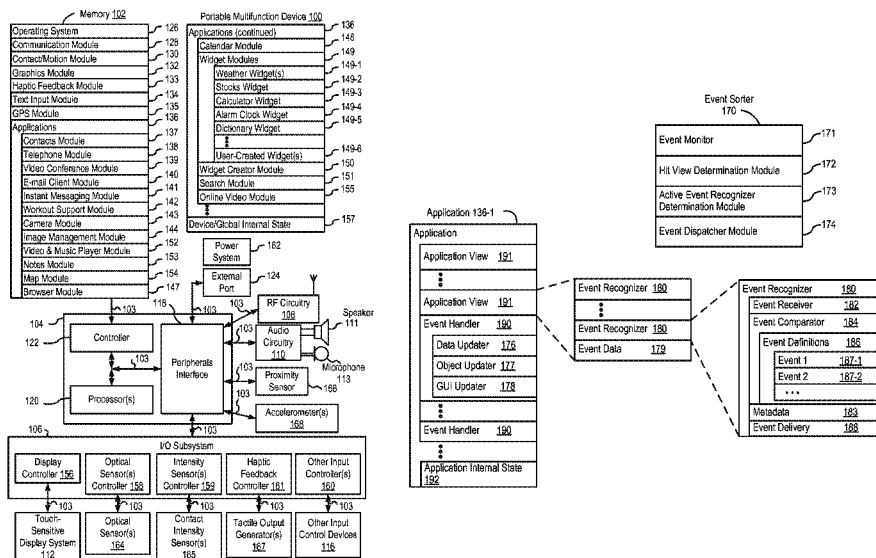 Memory 102
Operating System 126
Communication Module 128
Contact/Motion Module 130
Graphics Module 132
Haptic Feedback Module 133
Text Input Module 134
GPS Module 135
Applications 136
Contacts Module 137
Telephone Module 138
Video Conference Module 139
E-mail Client Module 140
Instant Messaging Module 141
Workout Support Module 142
Camera Module 143
Image Management Module 144
Video & Music Player Module 152
Notes Module 153
Map Module 154
Browser Module 147
Portable Multifunction Device 100
Applications (continued) 136
Calendar Module 148
Widget Modules 149
Weather Widget(s) 149-1
Stocks Widget 149-2
Calculator Widget 149-3
Alarm Clock Widget 149-4
Dictionary Widget 149-5
User-Created Widget(s) 149-6
Widget Creator Module 150
Search Module 151
Online Video Module 155
Device/Global Internal State 157
Power System 162
External Port 124
103
103
103
104
118
122
Controller
103
Peripherals Interface
120
Processor(s)
RF Circuitry 108
Speaker 111
103
Audio Circuitry 110
Microphone 113
103
Proximity Sensor 166
103
Accelerometer(s) 168
103
106
I/O Subsystem
Display Controller 156
Optical Sensor(s) Controller 158
Intensity Sensor(s) Controller 159
Haptic Feedback Controller 161
Other Input Controller(s) 160
103
103
103
103
103
Touch-Sensitive Display System 112
Optical Sensor(s) 164
Contact Intensity Sensor(s) 165
Tactile Output Generator(s) 167
Other Input Control Devices 116
Application 136-1
Application
Application View 191
Application View 191
Event Handler 190
Data Updater 176
Object Updater 177
GUI Updater 178
Event Handler 190
Application Internal State 192
Event Recognizer 180
Event Recognizer 180
Event Data 179
Event Sorter 170
Event Monitor 171
Hit View Determination Module 172
Active Event Recognizer Determination Module 173
Event Dispatcher Module 174
Event Recognizer 180
Event Receiver 182
Event Comparator 184
Event Definitions 186
Event 1 187-1
Event 2 187-2
Metadata 183
Event Delivery 188